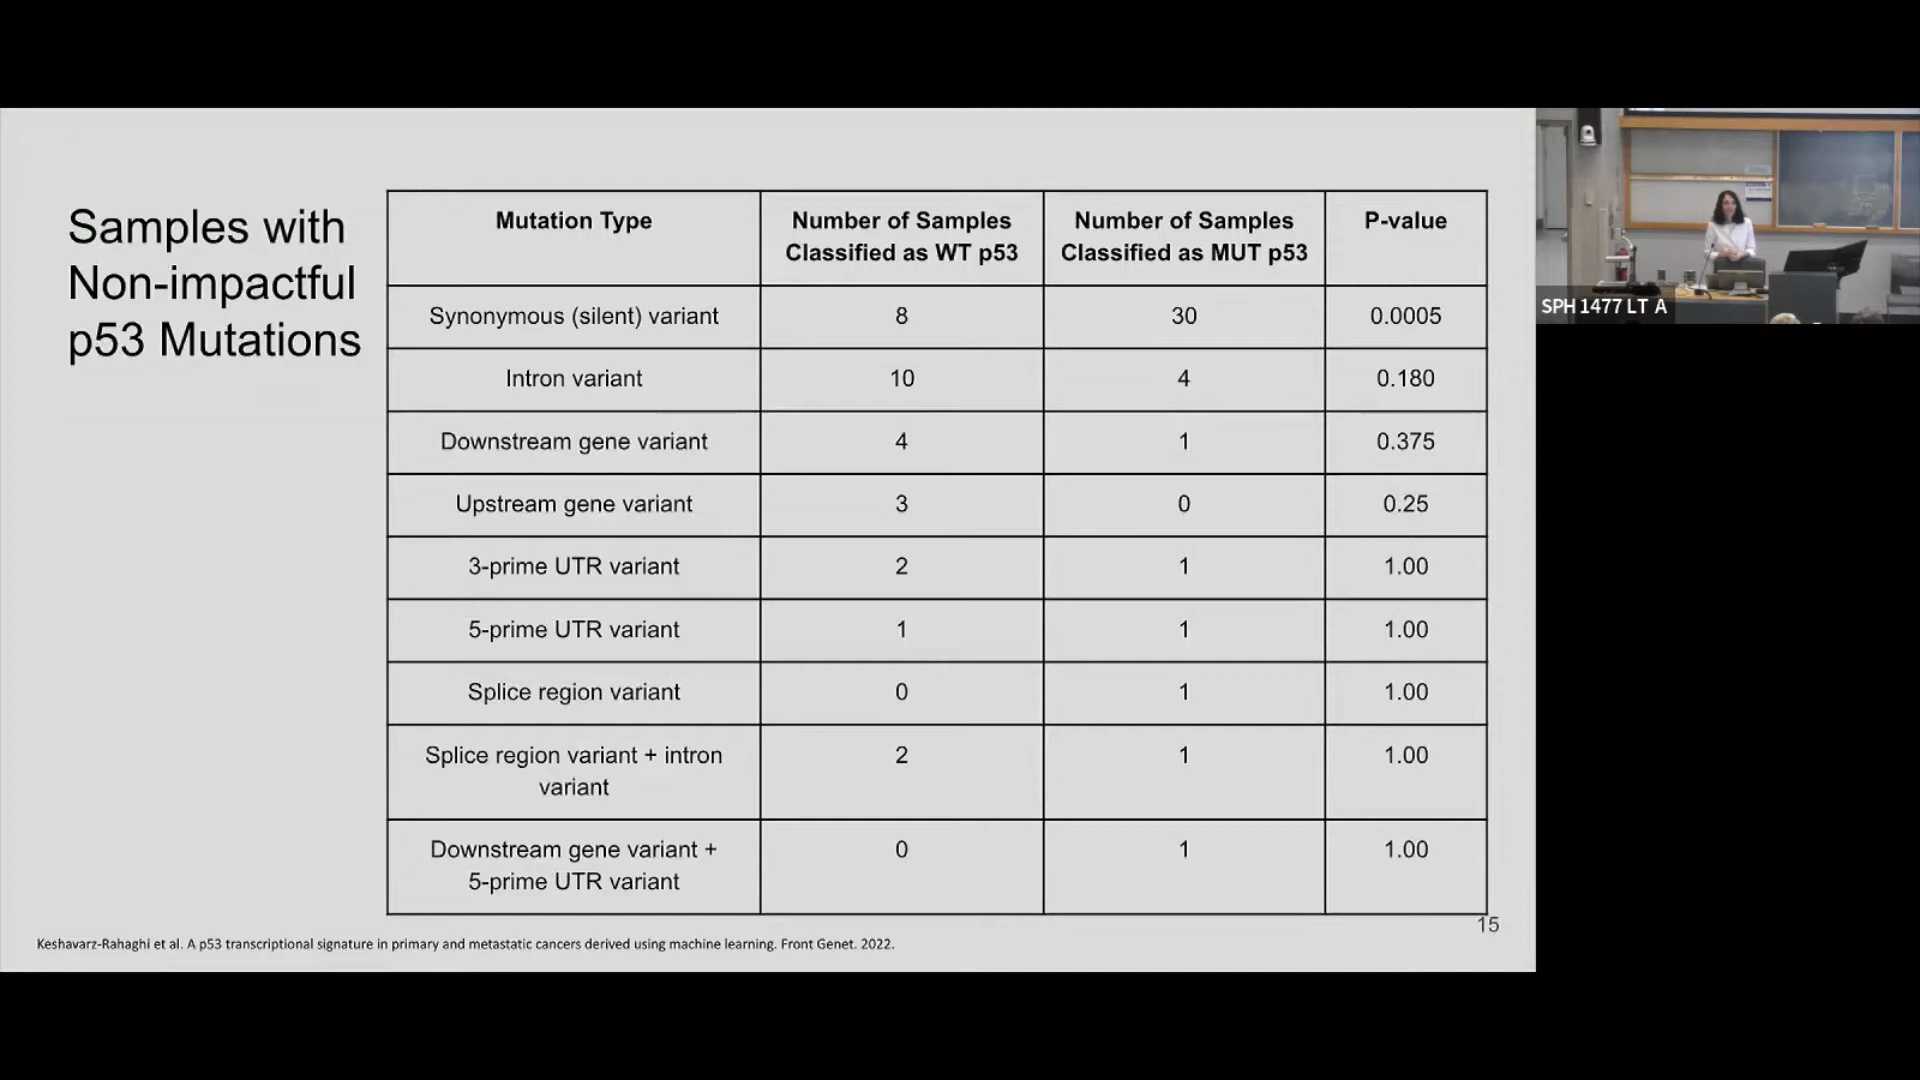 Samples with
Non-impactful
p53 Mutations
Mutation Type
Number of Samples
Classified as WT p53
Number of Samples
Classified as MUT p53
P-value
Synonymous (silent) variant 8 30 0.0005
Intron variant 10 4 0.180
Downstream gene variant 4 1 0.375
Upstream gene variant 3 0 0.25
3-prime UTR variant 2 1 1.00
5-prime UTR variant 1 1 1.00
Splice region variant 0 1 1.00
Splice region variant + intron
variant
2 1 1.00
Downstream gene variant +
5-prime UTR variant
0 1 1.00
15
Keshavarz-Rahaghi et al. A p53 transcriptional signature in primary and metastatic cancers derived using machine learning. Front Genet. 2022.
SPH 1477 LT A